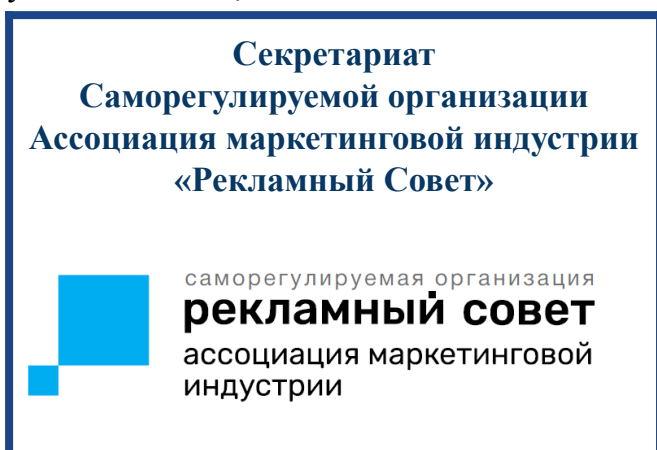 Секретариат
Саморегулируемой организации
Ассоциация маркетинговой индустрии
«Рекламный Совет»
саморегулируемая организация
рекламный совет
ассоциация маркетинговой
индустрии